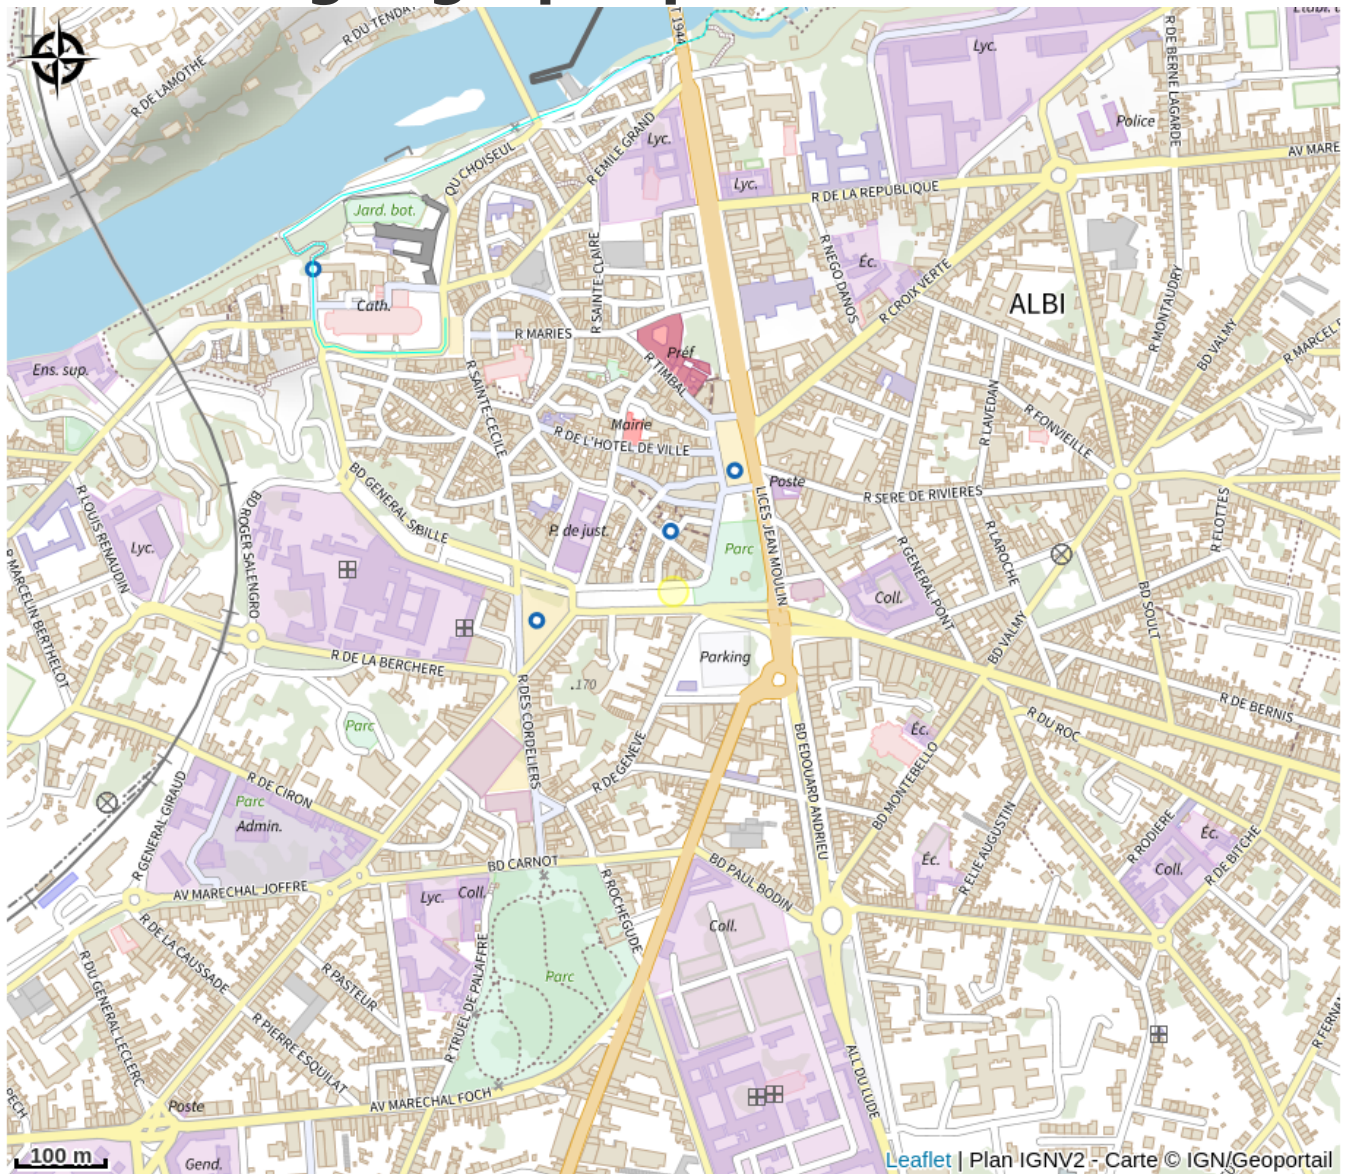 R DU TENDAT
T 1944
Lyc.
R DE BERNE LAGARDE
R DE LAMOTHE
Police
R EMILE GRAND
Lyc.
QU CHOISEUL
AV MARE
Lyc.
R DE LA REPUBLIQUE
Jard. bot.
R SAINTE-CLAIRE
R NEGO DANOS
Éc.
R CROIX VERTE
Cath.
ALBI
R MONTAUDRY
R MARIES
BD VALMY
Préf
R TIMBAL
R MARCEL
Ens. sup.
R SAINTE-CECILE
Mairie
R DE L'HOTEL DE VILLE
R LAVEDAN
R FONVIEILLE
BD GENERAL SIBILLE
Poste
R SERE DE RIVIERES
LICES JEAN MOULIN
R LOUIS RENAUDIN
BD ROGER SALENGRO
R FLOTTES
P. de just.
Lyc.
Parc
R GENERAL PONT
R LAROCHE
R MARCELIN BERTHELOT
Coll.
BD SOULT
BD VALMY
R DE LA BERCHERE
Parking
.170
R DES CORDELIERS
R DE BERNIS
Parc
R DU ROC
Éc.
R DE GENEVE
BD EDOUARD ANDRIEU
BD MONTEBELLO
R DE CIRON
R GENERAL GIRAUD
Parc
Admin.
R ELIE AUGUSTIN
R RODIERE
Éc.
R DE BITCHE
Éc.
Coll.
BD CARNOT
BD PAUL BODIN
AV MARECHAL JOFFRE
Lyc.
Coll.
R ROCHEGUDE
Coll.
R DE LA CAUSSADE
R DU GENERAL LECLERC
R PASTEUR
R TRUEL DE PALAFFRE
Parc
R PIERRE ESQUILAT
R FERNA
ALL DU LUDE
PECH
Poste
AV MARECHAL FOCH
100 m
Gend.
Leaflet | Plan IGNV2 - Carte © IGN/Geoportail